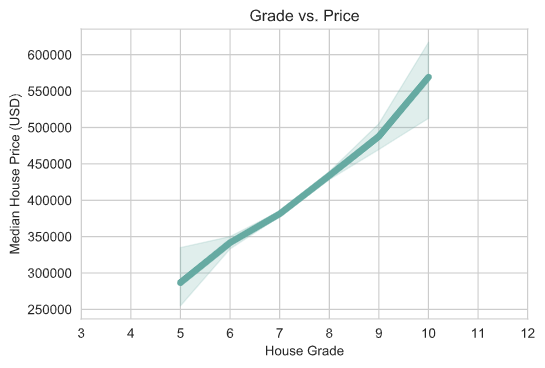 Grade vs. Price
Median House Price (USD)
600000
550000
500000
450000
400000
350000
300000
250000
3 4 5 6 7 8 9 10 11 12
House Grade